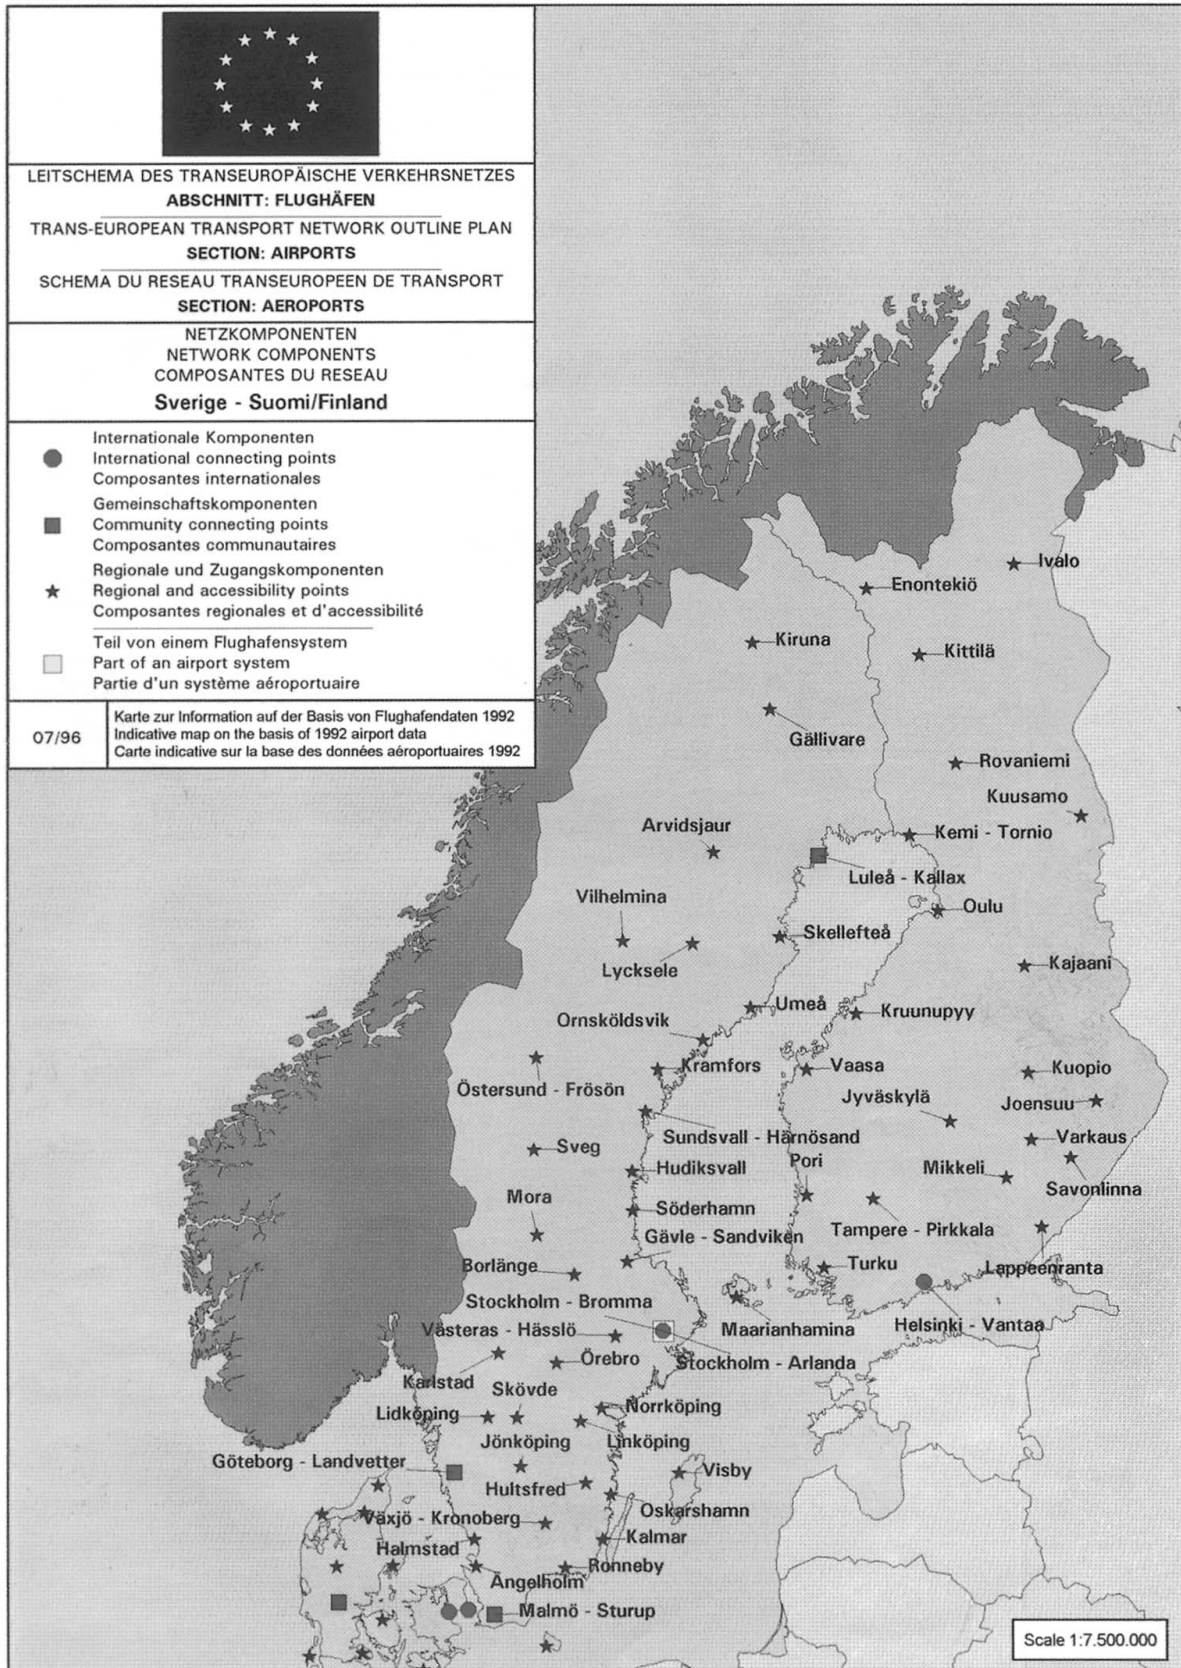 LEITSCHEMA DES TRANSEUROPÄISCHE VERKEHRSNETZES
ABSCHNITT: FLUGHÄFEN
TRANS-EUROPEAN TRANSPORT NETWORK OUTLINE PLAN
SECTION: AIRPORTS
SCHEMA DU RESEAU TRANSEUROPEEN DE TRANSPORT
SECTION: AEROPORTS
NETZKOMPONENTEN
NETWORK COMPONENTS
COMPOSANTES DU RESEAU
Sverige - Suomi/Finland
Internationale Komponenten
International connecting points
Composantes internationales
Gemeinschaftskomponenten
Community connecting points
Composantes communautaires
Regionale und Zugangskomponenten
Regional and accessibility points
Composantes regionales et d'accessibilité
Teil von einem Flughafensystem
Part of an airport system
Partie d'un système aéroportuaire
07/96
Karte zur Information auf der Basis von Flughafendaten 1992
Indicative map on the basis of 1992 airport data
Carte indicative sur la base des données aéroportuaires 1992
Ivalo
Enontekiö
Kiruna
Kittilä
Gällivare
Rovaniemi
Kuusamo
Arvidsjaur
Kemi - Tornio
Luleå - Kallax
Vilhelmina
Oulu
Skellefteå
Lycksele
Kajaani
Umeå
Kruunupyy
Ornsköldsvik
Kramfors
Vaasa
Kuopio
Östersund - Frösön
Jyväskylä
Joensuu
Sundsvall - Härnösand
Varkaus
Sveg
Pori
Hudiksvall
Mikkeli
Savonlinna
Mora
Söderhamn
Tampere - Pirkkala
Gävle - Sandviken
Borlänge
Turku
Lappeenranta
Stockholm - Bromma
Maarianhamina
Helsinki - Vantaa
Västeras - Hässlö
Örebro
Stockholm - Arlanda
Karlstad
Skövde
Norrköping
Lidköping
Jönköping
Linköping
Göteborg - Landvetter
Visby
Hultsfred
Oskarshamn
Växjö - Kronoberg
Kalmar
Halmstad
Ronneby
Angelholm
Malmö - Sturup
Scale 1:7.500.000